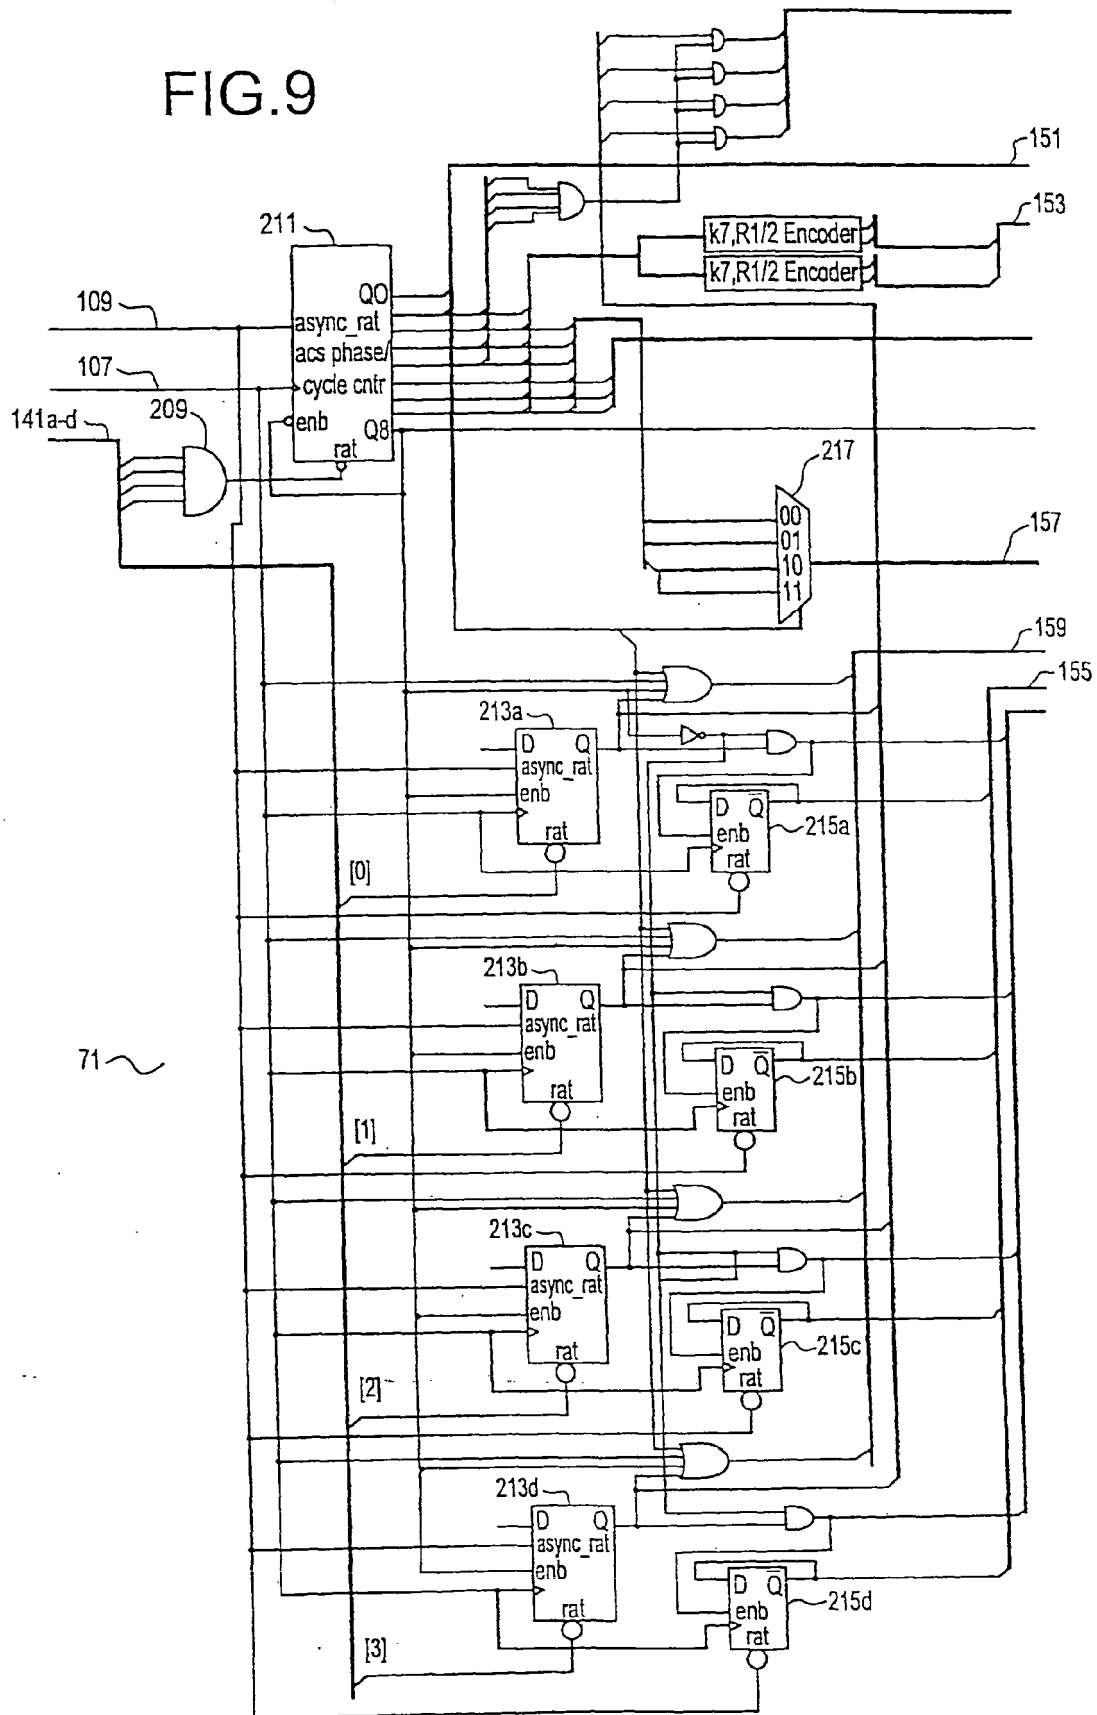 FIG.9
151
153
k7,R1/2 Encoder
k7,R1/2 Encoder
211
QO
109
async_rat
acs phase/
107
cycle cntr
141a-d
209
enb
Q8
rat
217
00
01
10
11
157
159
155
213a
D Q
async_rat
enb
rat
D Q
enb
rat
215a
[0]
213b
D Q
async_rat
enb
rat
71
D Q
enb
rat
215b
[1]
213c
D Q
async_rat
enb
rat
D Q
enb
rat
215c
[2]
213d
D Q
async_rat
enb
rat
D Q
enb
rat
215d
[3]